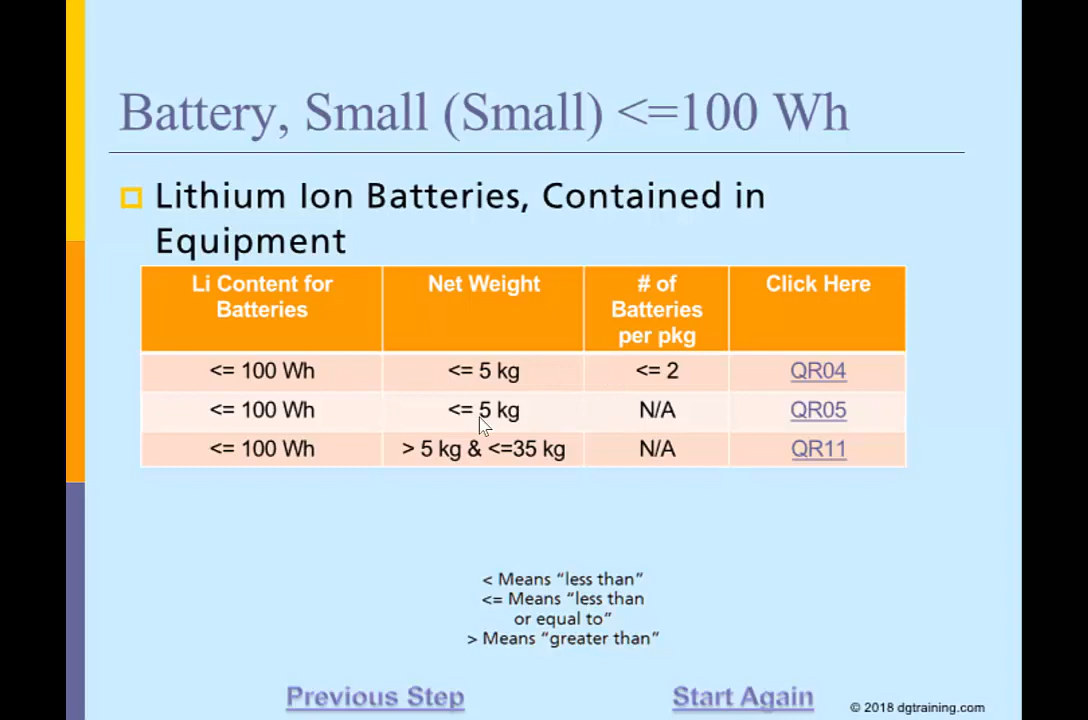 Battery, Small (Small) <=100 Wh
Lithium Ion Batteries, Contained in
Equipment
Li Content for Batteries Net Weight # of Batteries per pkg Click Here
<= 100 Wh <= 5 kg <= 2 QR04
<= 100 Wh <= 5 kg N/A QR05
<= 100 Wh > 5 kg & <=35 kg N/A QR11
< Means “less than”
<= Means “less than
or equal to”
> Means “greater than”
Previous Step Start Again © 2018 dgtraining.com